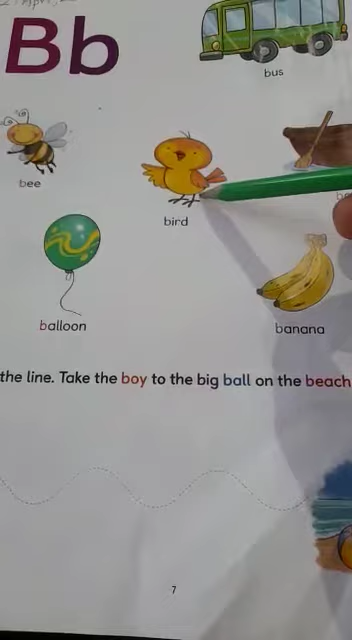 Bb
bus
bee
bird
balloon
banana
the line. Take the boy to the big ball on the beach
7